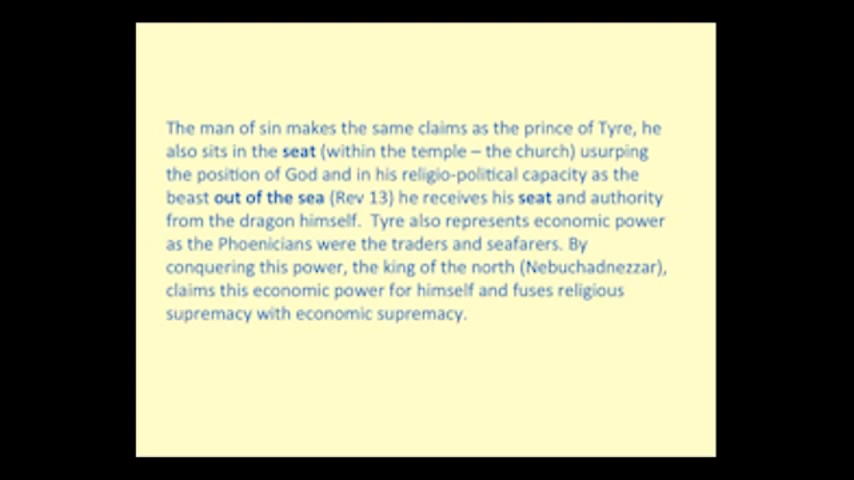 The man of sin makes the same claims as the prince of Tyre, he
also sits in the seat (within the temple – the church) usurping
the position of God and in his religio-political capacity as the
beast out of the sea (Rev 13) he receives his seat and authority
from the dragon himself.  Tyre also represents economic power
as the Phoenicians were the traders and seafarers. By
conquering this power, the king of the north (Nebuchadnezzar),
claims this economic power for himself and fuses religious
supremacy with economic supremacy.